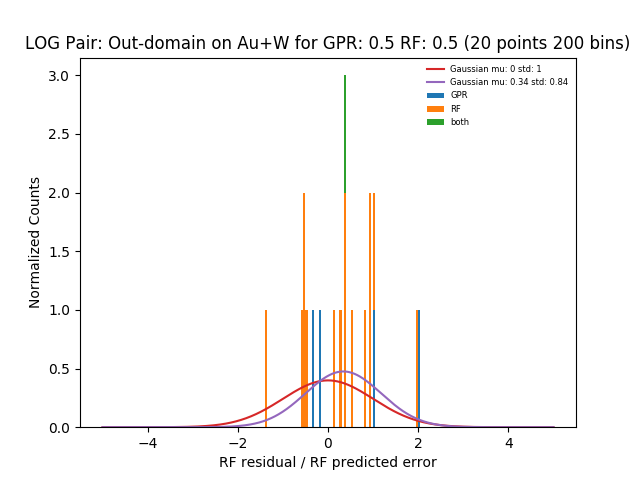 LOG Pair: Out-domain on Au+W for GPR: 0.5 RF: 0.5 (20 points 200 bins)
Gaussian mu: 0 std: 1
Gaussian mu: 0.34 std: 0.84
GPR
RF
both
Normalized Counts
3.0
2.5
2.0
1.5
1.0
0.5
0.0
−4
−2
0
2
4
RF residual / RF predicted error